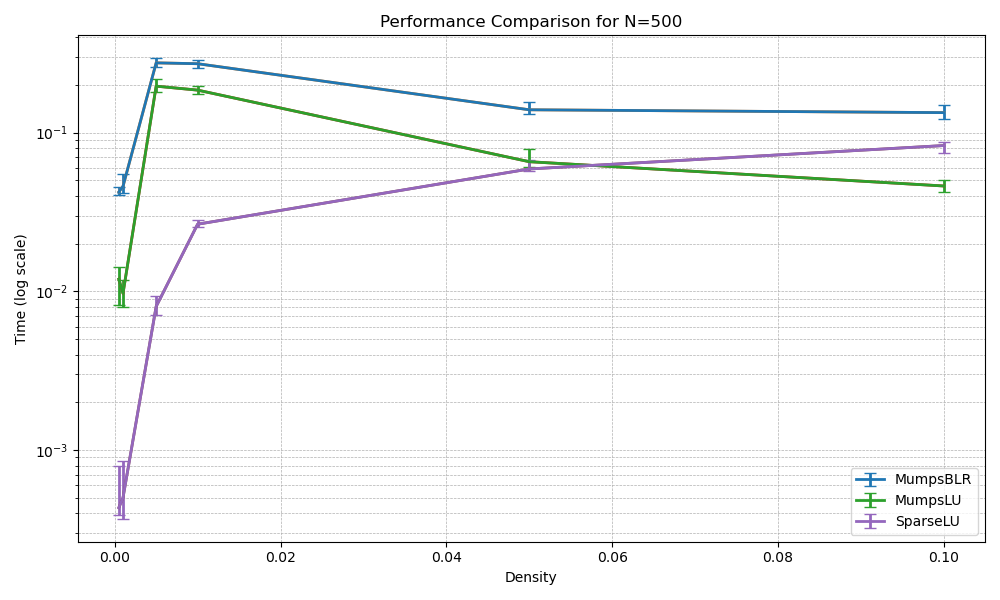 Performance Comparison for N=500
Time (log scale)
10⁻¹
10⁻²
10⁻³
0.00 0.02 0.04 0.06 0.08 0.10
Density
MumpsBLR
MumpsLU
SparseLU